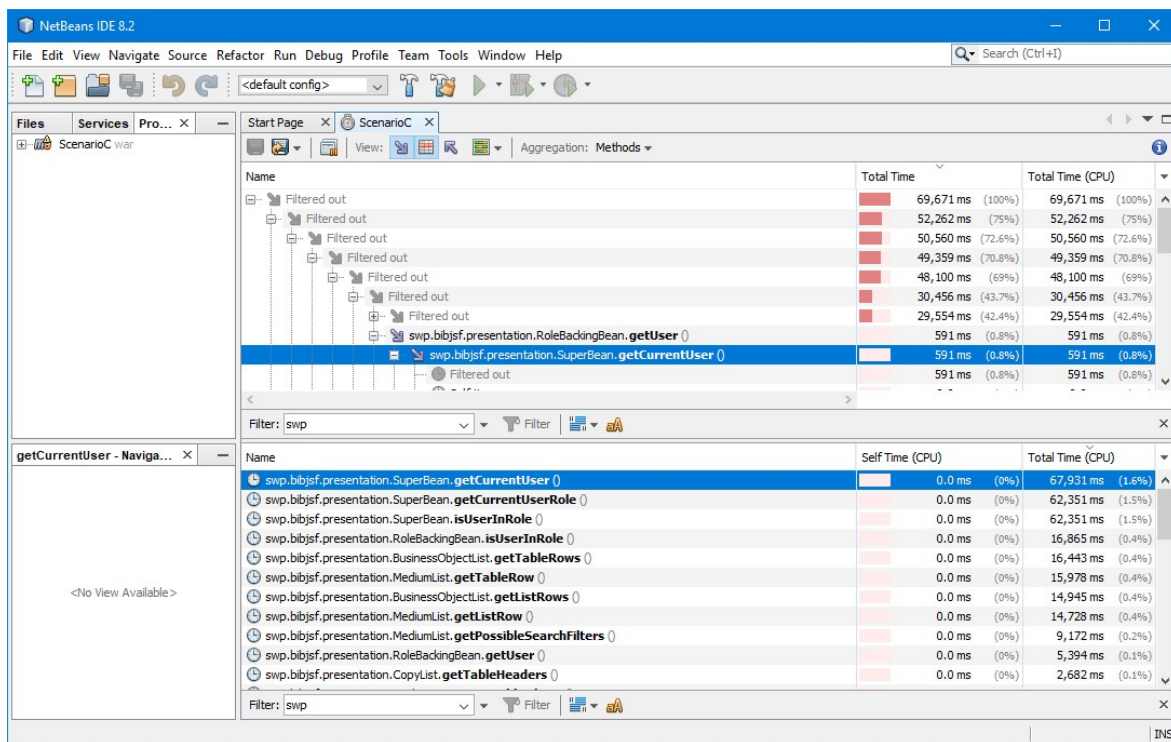 NetBeans IDE 8.2
File Edit View Navigate Source Refactor Run Debug Profile Team Tools Window Help
Search (Ctrl+I)
<default config>
Files Services Pro...
ScenarioC war
Start Page ScenarioC
View: Aggregation: Methods
Name Total Time Total Time (CPU)
Filtered out 69,671 ms (100%) 69,671 ms (100%)
Filtered out 52,262 ms (75%) 52,262 ms (75%)
Filtered out 50,560 ms (72.6%) 50,560 ms (72.6%)
Filtered out 49,359 ms (70.8%) 49,359 ms (70.8%)
Filtered out 48,100 ms (69%) 48,100 ms (69%)
Filtered out 30,456 ms (43.7%) 30,456 ms (43.7%)
Filtered out 29,554 ms (42.4%) 29,554 ms (42.4%)
swp.bibjsf.presentation.RoleBackingBean.getUser () 591 ms (0.8%) 591 ms (0.8%)
swp.bibjsf.presentation.SuperBean.getCurrentUser () 591 ms (0.8%) 591 ms (0.8%)
Filtered out 591 ms (0.8%) 591 ms (0.8%)
Filter: swp Filter aA
getCurrentUser - Naviga...
<No View Available>
Name Self Time (CPU) Total Time (CPU)
swp.bibjsf.presentation.SuperBean.getCurrentUser () 0.0 ms (0%) 67,931 ms (1.6%)
swp.bibjsf.presentation.SuperBean.getCurrentUserRole () 0.0 ms (0%) 62,351 ms (1.5%)
swp.bibjsf.presentation.SuperBean.isUserInRole () 0.0 ms (0%) 62,351 ms (1.5%)
swp.bibjsf.presentation.RoleBackingBean.isUserInRole () 0.0 ms (0%) 16,865 ms (0.4%)
swp.bibjsf.presentation.BusinessObjectList.getTableRows () 0.0 ms (0%) 16,443 ms (0.4%)
swp.bibjsf.presentation.MediumList.getTableRow () 0.0 ms (0%) 15,978 ms (0.4%)
swp.bibjsf.presentation.BusinessObjectList.getListRows () 0.0 ms (0%) 14,945 ms (0.4%)
swp.bibjsf.presentation.MediumList.getListRow () 0.0 ms (0%) 14,728 ms (0.4%)
swp.bibjsf.presentation.MediumList.getPossibleSearchFilters () 0.0 ms (0%) 9,172 ms (0.2%)
swp.bibjsf.presentation.RoleBackingBean.getUser () 0.0 ms (0%) 5,394 ms (0.1%)
swp.bibjsf.presentation.CopyList.getTableHeaders () 0.0 ms (0%) 2,682 ms (0.1%)
Filter: swp Filter aA
INS